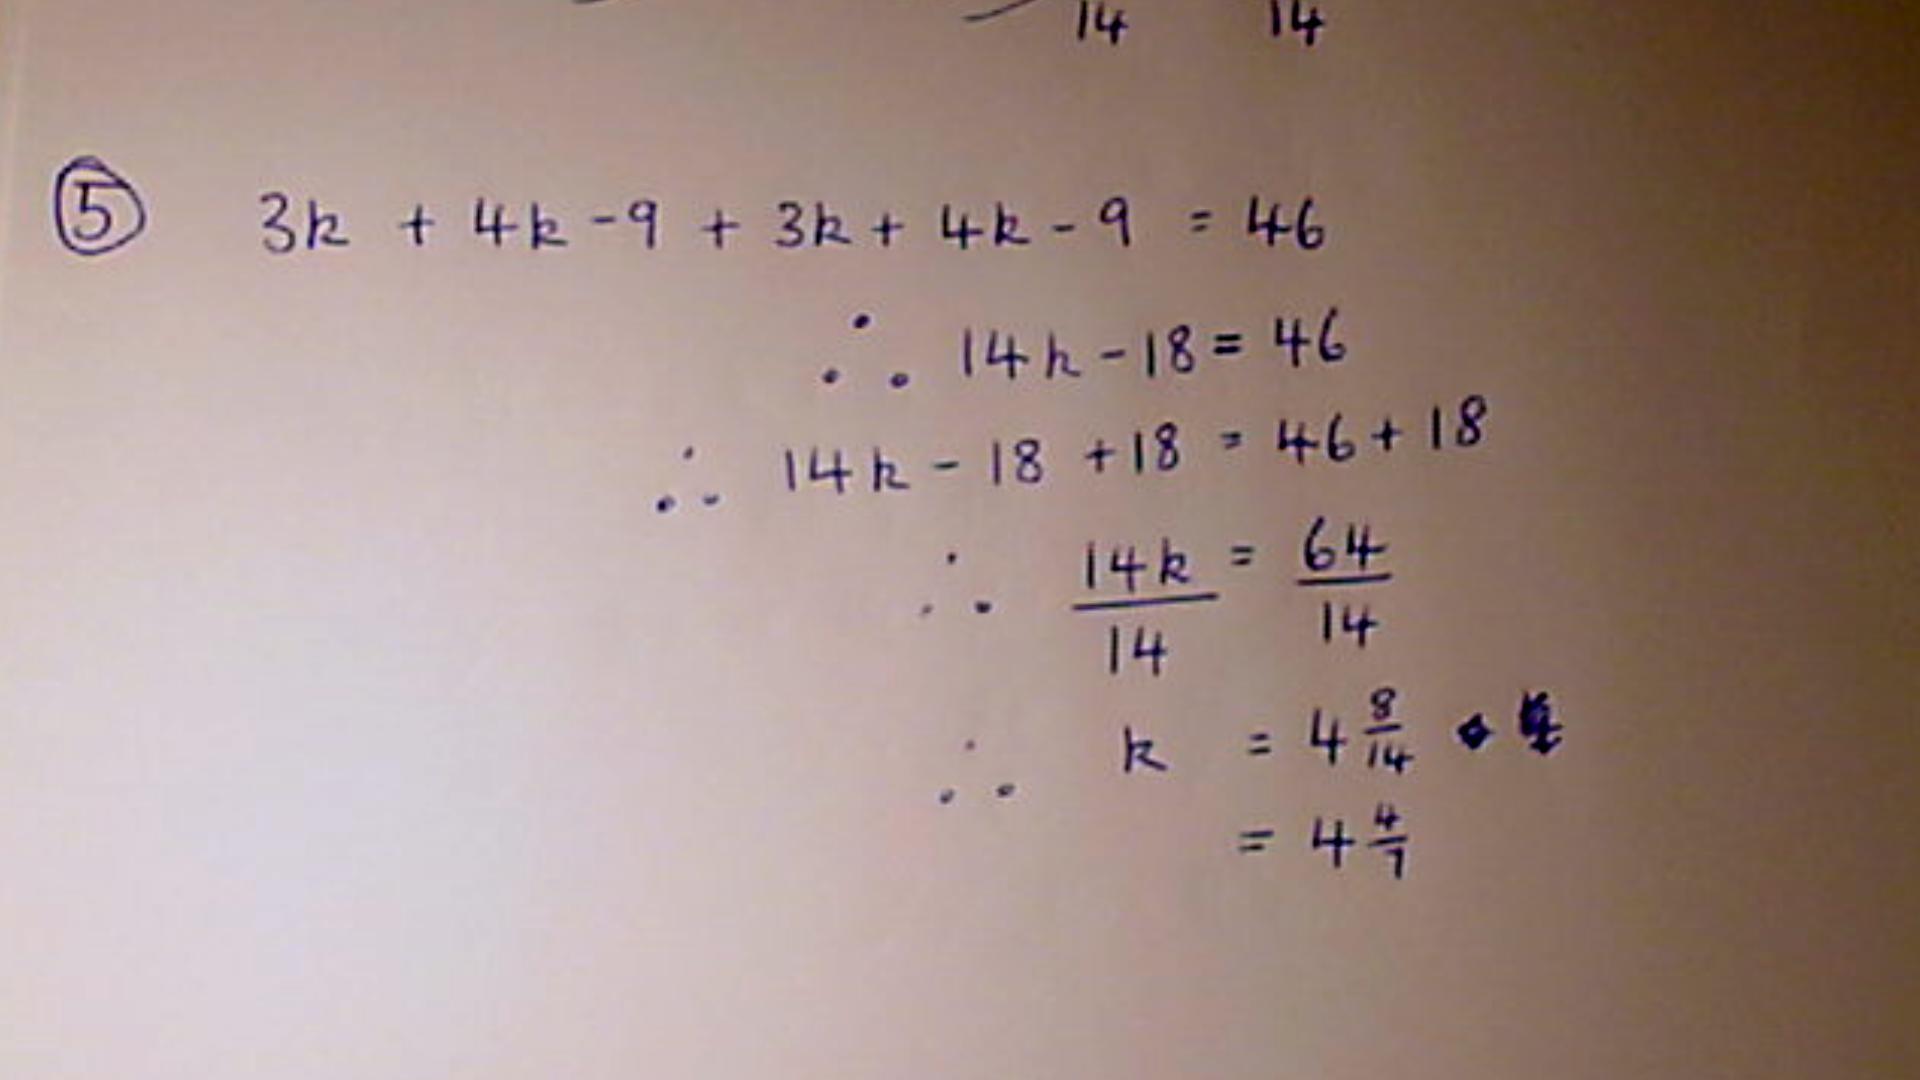 14 14
⑤ 3k + 4k - 9 + 3k + 4k - 9 = 46
∴ 14k - 18 = 46
∴ 14k - 18 + 18 = 46 + 18
∴ 14k/14 = 64/14
∴ k = 4 8/14
= 4 4/7